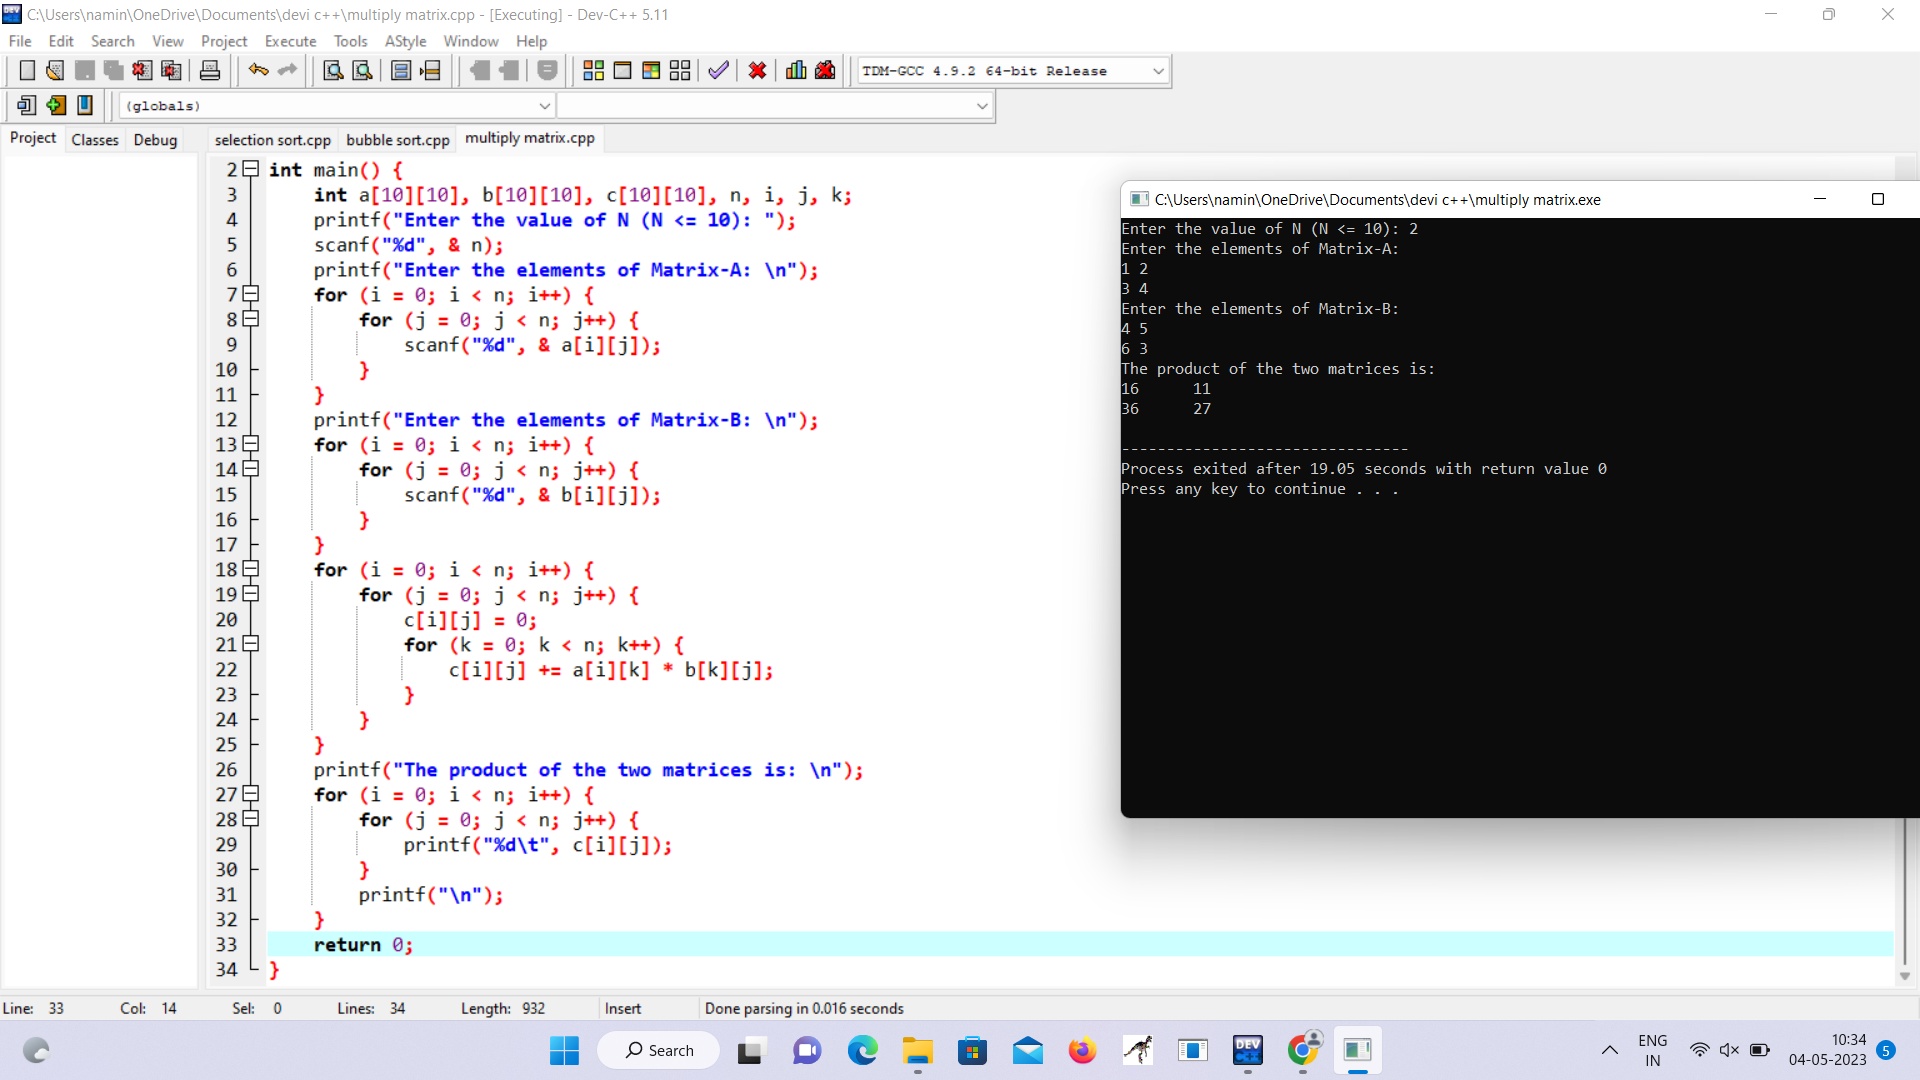 C:\Users\namin\OneDrive\Documents\devi c++\multiply matrix.cpp - [Executing] - Dev-C++ 5.11
File Edit Search View Project Execute Tools AStyle Window Help
TDM-GCC 4.9.2 64-bit Release
(globals)
Project Classes Debug
selection sort.cpp bubble sort.cpp multiply matrix.cpp
2 int main() {
3 int a[10][10], b[10][10], c[10][10], n, i, j, k;
4 printf("Enter the value of N (N <= 10): ");
5 scanf("%d", & n);
6 printf("Enter the elements of Matrix-A: \n");
7 for (i = 0; i < n; i++) {
8 for (j = 0; j < n; j++) {
9 scanf("%d", & a[i][j]);
10 }
11 }
12 printf("Enter the elements of Matrix-B: \n");
13 for (i = 0; i < n; i++) {
14 for (j = 0; j < n; j++) {
15 scanf("%d", & b[i][j]);
16 }
17 }
18 for (i = 0; i < n; i++) {
19 for (j = 0; j < n; j++) {
20 c[i][j] = 0;
21 for (k = 0; k < n; k++) {
22 c[i][j] += a[i][k] * b[k][j];
23 }
24 }
25 }
26 printf("The product of the two matrices is: \n");
27 for (i = 0; i < n; i++) {
28 for (j = 0; j < n; j++) {
29 printf("%d\t", c[i][j]);
30 }
31 printf("\n");
32 }
33 return 0;
34 }
C:\Users\namin\OneDrive\Documents\devi c++\multiply matrix.exe
Enter the value of N (N <= 10): 2
Enter the elements of Matrix-A:
1 2
3 4
Enter the elements of Matrix-B:
4 5
6 3
The product of the two matrices is:
16 11
36 27
--------------------------------
Process exited after 19.05 seconds with return value 0
Press any key to continue . . .
Line: 33 Col: 14 Sel: 0 Lines: 34 Length: 932 Insert Done parsing in 0.016 seconds
Search
DEV C++
ENG
IN
10:34
04-05-2023
5